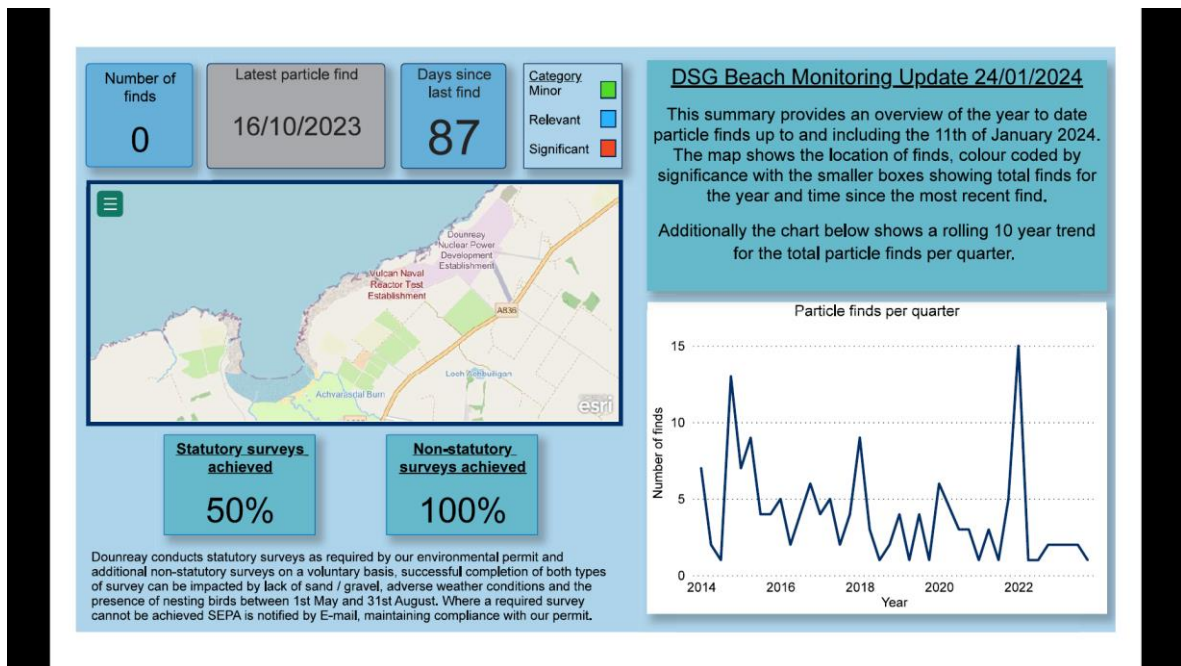 Number of
finds
0
Latest particle find
16/10/2023
Days since
last find
87
Category
Minor
Relevant
Significant
DSG Beach Monitoring Update 24/01/2024
This summary provides an overview of the year to date
particle finds up to and including the 11th of January 2024.
The map shows the location of finds, colour coded by
significance with the smaller boxes showing total finds for
the year and time since the most recent find.
Additionally the chart below shows a rolling 10 year trend
for the total particle finds per quarter.
Dounreay
Nuclear Power
Development
Establishment
Vulcan Naval
Reactor Test
Establishment
A836
Loch
Achvarasdal Burn
esri
Statutory surveys
achieved
50%
Non-statutory
surveys achieved
100%
Dounreay conducts statutory surveys as required by our environmental permit and
additional non-statutory surveys on a voluntary basis, successful completion of both types
of survey can be impacted by lack of sand / gravel, adverse weather conditions and the
presence of nesting birds between 1st May and 31st August. Where a required survey
cannot be achieved SEPA is notified by E-mail, maintaining compliance with our permit.
Particle finds per quarter
Number of finds
15
10
5
0
2014
2016
2018
2020
2022
Year